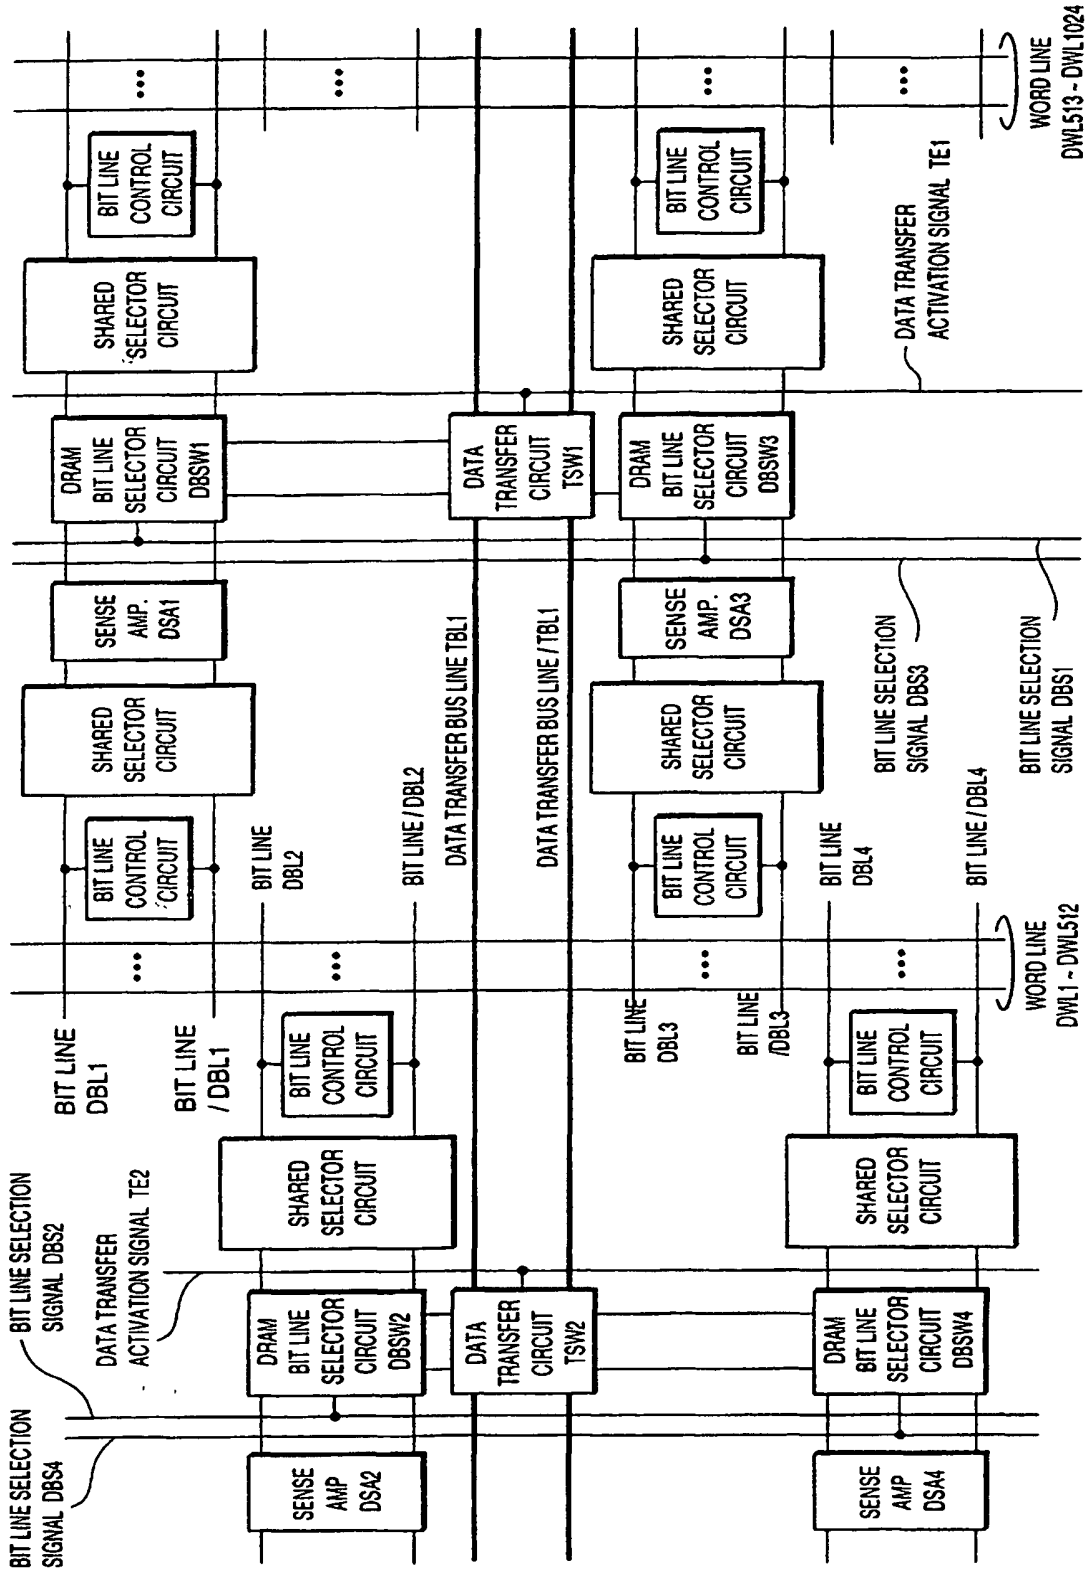 BIT LINE SELECTION
SIGNAL DBS4
BIT LINE SELECTION
SIGNAL DBS2
DATA TRANSFER
ACTIVATION SIGNAL TE2
BIT LINE
DBL1
BIT LINE
/ DBL1
BIT LINE
CONTROL
CIRCUIT
SHARED
SELECTOR
CIRCUIT
SENSE
AMP.
DSA1
DRAM
BIT LINE
SELECTOR
CIRCUIT
DBSW1
SHARED
SELECTOR
CIRCUIT
BIT LINE
CONTROL
CIRCUIT
SENSE
AMP
DSA2
DRAM
BIT LINE
SELECTOR
CIRCUIT
DBSW2
SHARED
SELECTOR
CIRCUIT
BIT LINE
CONTROL
CIRCUIT
BIT LINE
DBL2
BIT LINE / DBL2
DATA TRANSFER BUS LINE TBL1
DATA TRANSFER BUS LINE / TBL1
DATA
TRANSFER
CIRCUIT
TSW2
DATA
TRANSFER
CIRCUIT
TSW1
BIT LINE
DBL3
BIT LINE
/DBL3
BIT LINE
CONTROL
CIRCUIT
SHARED
SELECTOR
CIRCUIT
SENSE
AMP.
DSA3
DRAM
BIT LINE
SELECTOR
CIRCUIT
DBSW3
SHARED
SELECTOR
CIRCUIT
BIT LINE
CONTROL
CIRCUIT
SENSE
AMP
DSA4
DRAM
BIT LINE
SELECTOR
CIRCUIT
DBSW4
SHARED
SELECTOR
CIRCUIT
BIT LINE
CONTROL
CIRCUIT
BIT LINE
DBL4
BIT LINE / DBL4
BIT LINE SELECTION
SIGNAL DBS3
BIT LINE SELECTION
SIGNAL DBS1
DATA TRANSFER
ACTIVATION SIGNAL TE1
WORD LINE
DWL1 ~ DWL512
WORD LINE
DWL513 ~ DWL1024